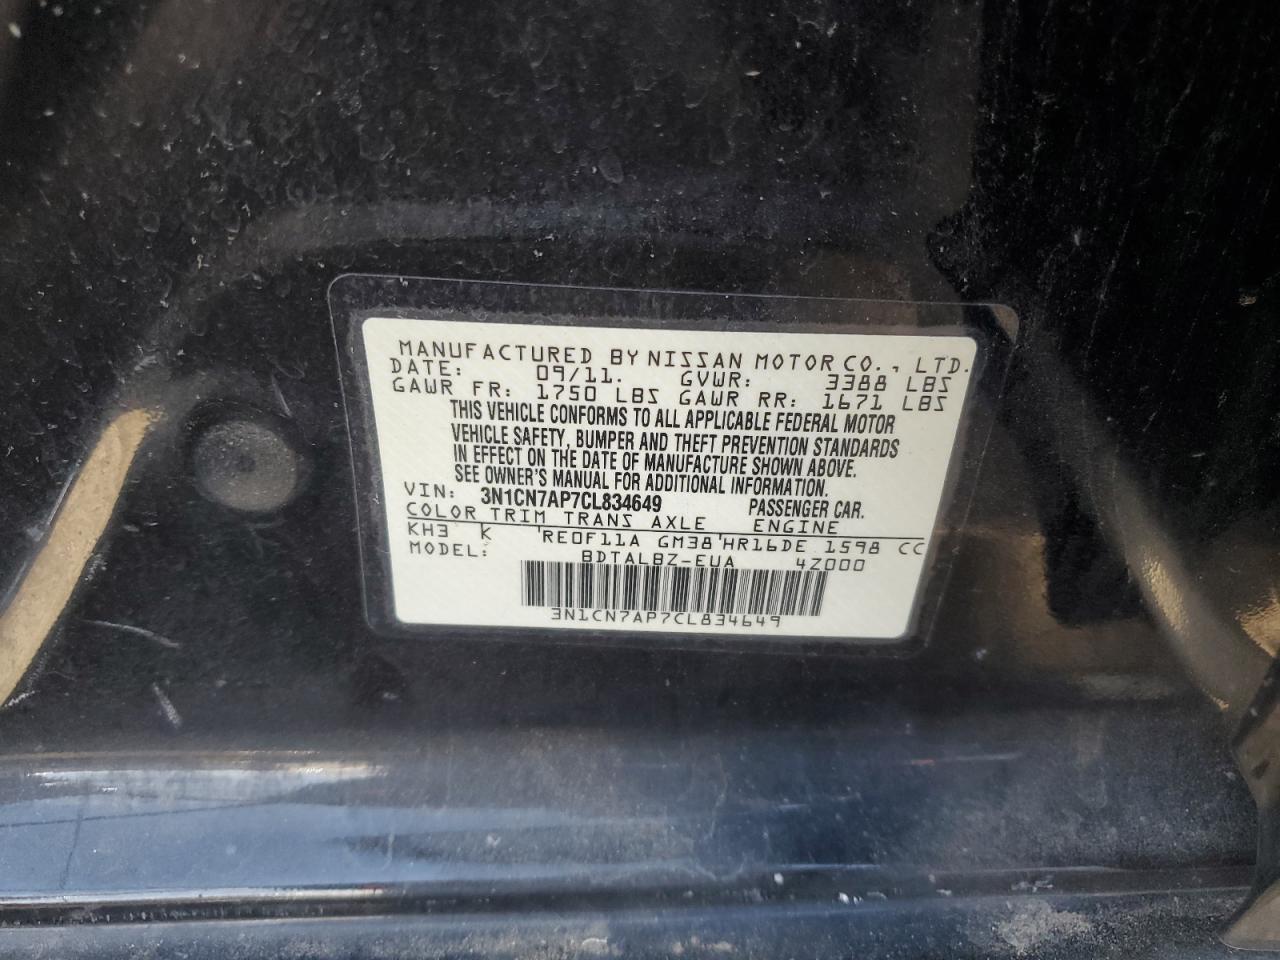 MANUFACTURED BY NISSAN MOTOR CO., LTD.
DATE: 09/11. GVWR: 3388 LBS
GAWR FR: 1750 LBS GAWR RR: 1671 LBS
THIS VEHICLE CONFORMS TO ALL APPLICABLE FEDERAL MOTOR
VEHICLE SAFETY, BUMPER AND THEFT PREVENTION STANDARDS
IN EFFECT ON THE DATE OF MANUFACTURE SHOWN ABOVE.
SEE OWNER'S MANUAL FOR ADDITIONAL INFORMATION.
VIN: 3N1CN7AP7CL834649 PASSENGER CAR.
COLOR TRIM TRANS AXLE ENGINE
KH3 K RE0F11A GM38 HR16DE 1598 CC
MODEL: BDTALBZ-EUA 4Z000
3N1CN7AP7CL834649